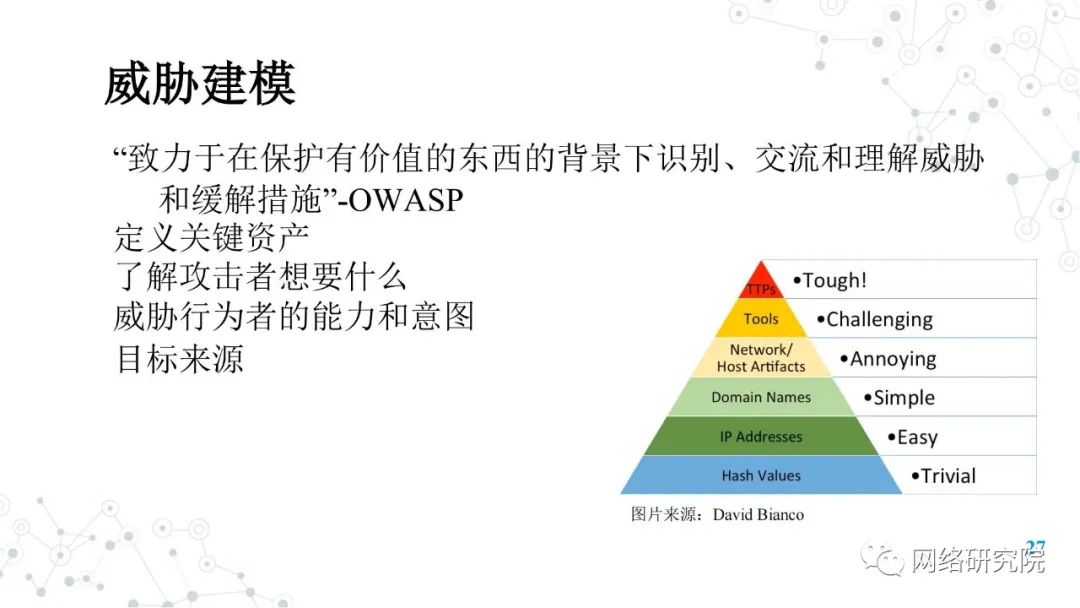 威胁建模
“致力于在保护有价值的东西的背景下识别、交流和理解威胁
和缓解措施”-OWASP
定义关键资产
了解攻击者想要什么
威胁行为者的能力和意图
目标来源
TTPs
•Tough!
Tools
•Challenging
Network/
Host Artifacts
•Annoying
Domain Names
•Simple
IP Addresses
•Easy
Hash Values
•Trivial
图片来源：David Bianco
27
网络研究院